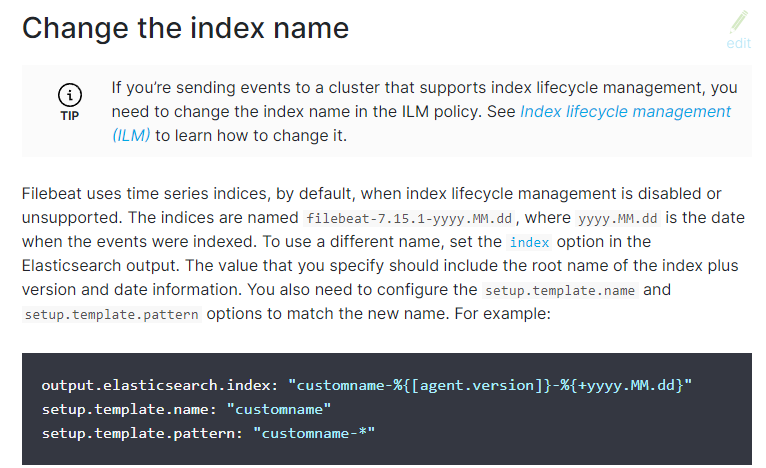 Change the index name
edit
If you’re sending events to a cluster that supports index lifecycle management, you
need to change the index name in the ILM policy. See Index lifecycle management
TIP
(ILM) to learn how to change it.
Filebeat uses time series indices, by default, when index lifecycle management is disabled or
unsupported. The indices are named filebeat-7.15.1-yyyy.MM.dd, where yyyy.MM.dd is the date
when the events were indexed. To use a different name, set the index option in the
Elasticsearch output. The value that you specify should include the root name of the index plus
version and date information. You also need to configure the setup.template.name and
setup.template.pattern options to match the new name. For example:
output.elasticsearch.index: "customname-%{[agent.version]}-%{+yyyy.MM.dd}"
setup.template.name: "customname"
setup.template.pattern: "customname-*"